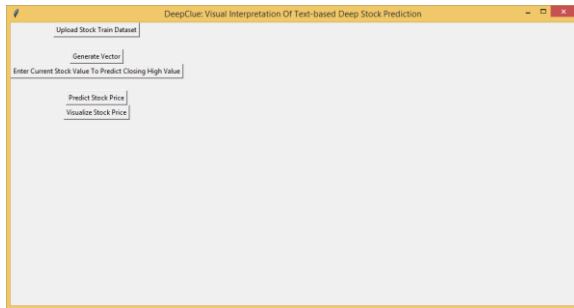 DeepClue: Visual Interpretation Of Text-based Deep Stock Prediction
Upload Stock Train Dataset
Generate Vector
Enter Current Stock Value To Predict Closing High Value
Predict Stock Price
Visualize Stock Price